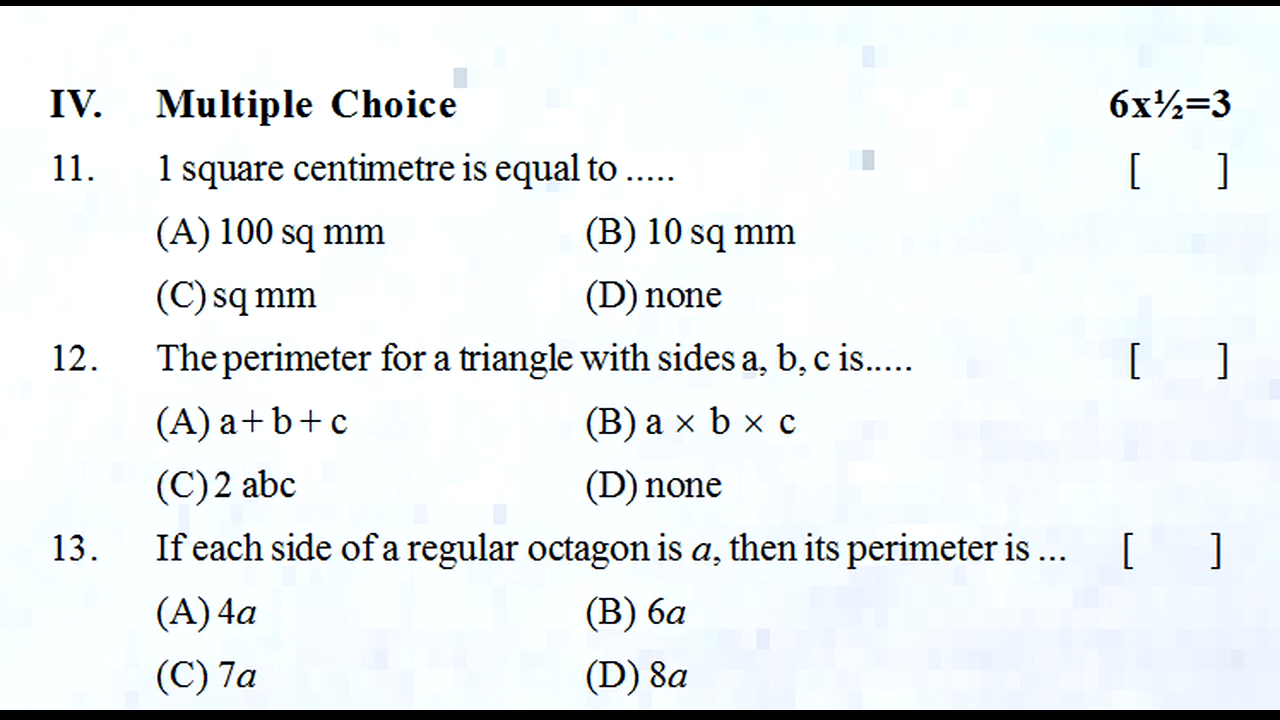 IV. Multiple Choice 6x½=3
11. 1 square centimetre is equal to ..... [ ]
(A) 100 sq mm (B) 10 sq mm
(C) sq mm (D) none
12. The perimeter for a triangle with sides a, b, c is..... [ ]
(A) a + b + c (B) a × b × c
(C) 2 abc (D) none
13. If each side of a regular octagon is a, then its perimeter is ... [ ]
(A) 4a (B) 6a
(C) 7a (D) 8a